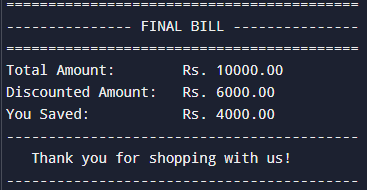 ==========================================
--------------- FINAL BILL ---------------
==========================================
Total Amount:        Rs. 10000.00
Discounted Amount:   Rs. 6000.00
You Saved:           Rs. 4000.00
------------------------------------------
   Thank you for shopping with us!
------------------------------------------